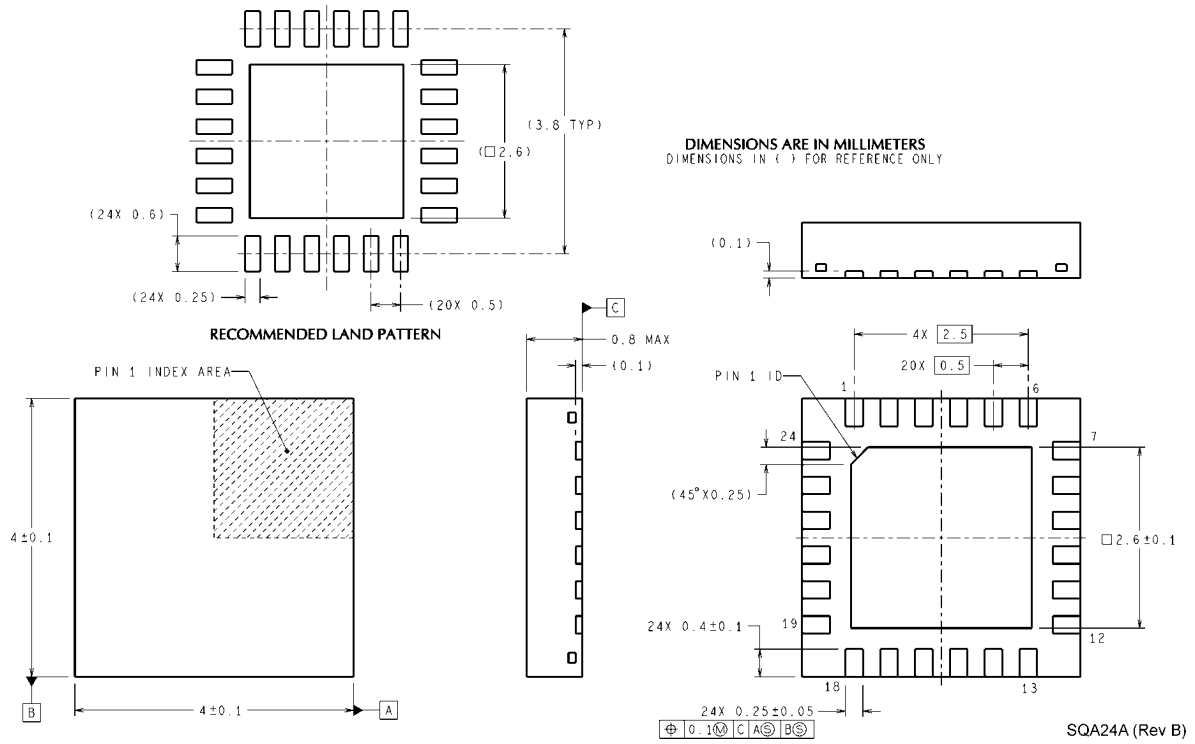 (3.8 TYP)
(□2.6)
DIMENSIONS ARE IN MILLIMETERS
DIMENSIONS IN ( ) FOR REFERENCE ONLY
(24X 0.6)
(0.1)
(24X 0.25)
(20X 0.5)
C
RECOMMENDED LAND PATTERN
0.8 MAX
(0.1)
4X 2.5
20X 0.5
PIN 1 INDEX AREA
PIN 1 ID
1
6
24
7
(45°X0.25)
4±0.1
□2.6±0.1
24X 0.4±0.1
19
12
18
13
B
4±0.1
A
24X 0.25±0.05
⌖ 0.1Ⓜ C AⓈ BⓈ
SQA24A (Rev B)